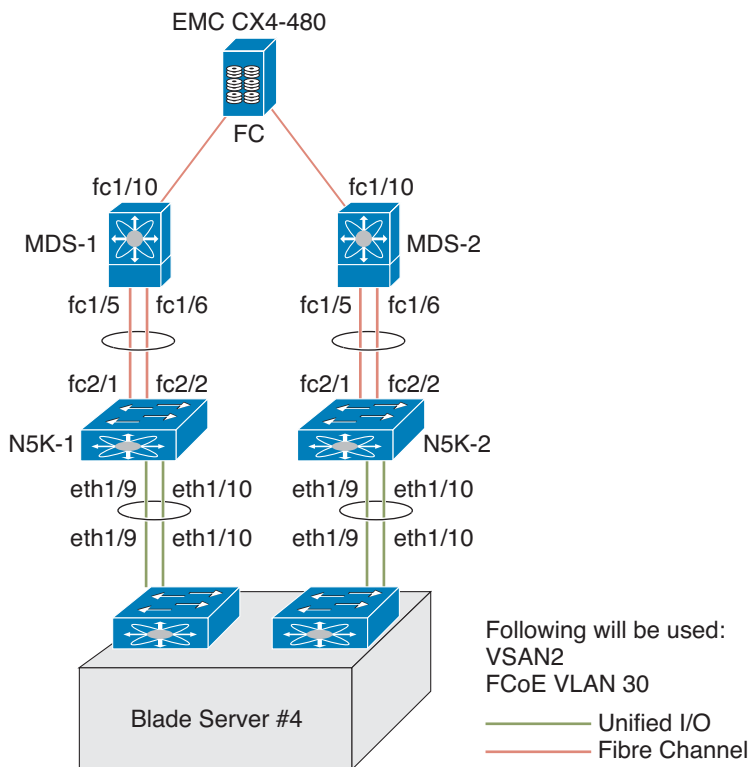 EMC CX4-480
FC
fc1/10
fc1/10
MDS-1
MDS-2
fc1/5
fc1/6
fc1/5
fc1/6
fc2/1
fc2/2
fc2/1
fc2/2
N5K-1
N5K-2
eth1/9
eth1/10
eth1/9
eth1/10
eth1/9
eth1/10
eth1/9
eth1/10
Blade Server #4
Following will be used:
VSAN2
FCoE VLAN 30
Unified I/O
Fibre Channel